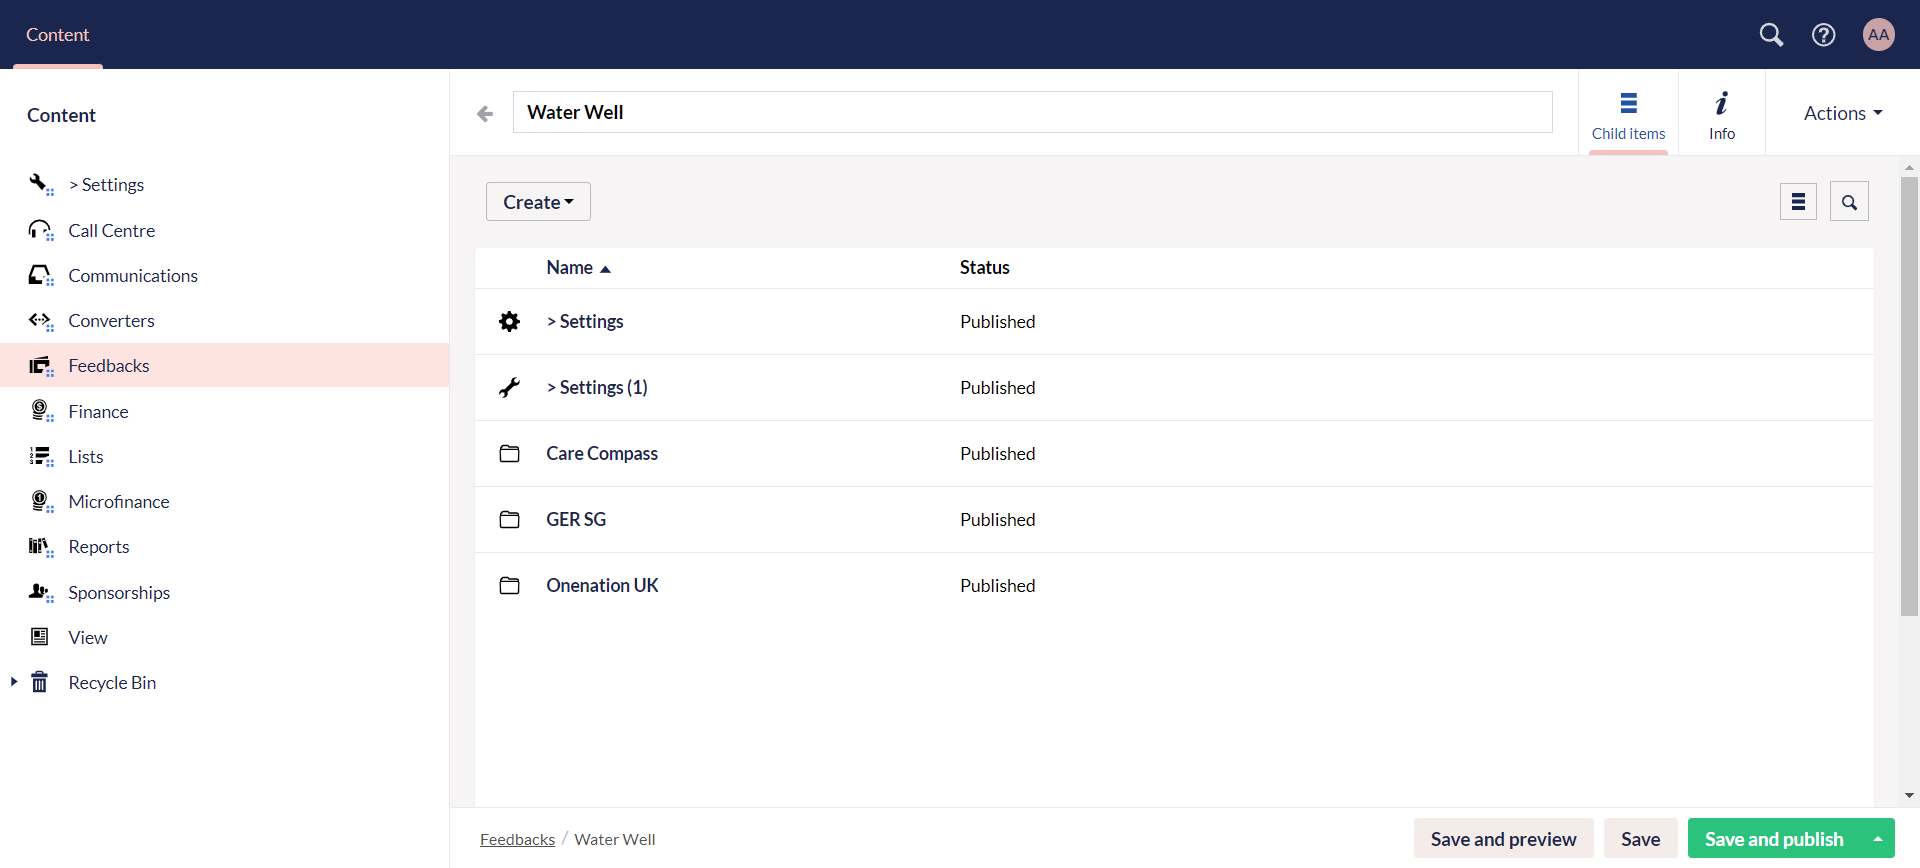 Content
AA
Content
> Settings
Call Centre
Communications
Converters
Feedbacks
Finance
Lists
Microfinance
Reports
Sponsorships
View
Recycle Bin
Water Well
Child items
Info
Actions
Create
Name Status
> Settings Published
> Settings (1) Published
Care Compass Published
GER SG Published
Onenation UK Published
Feedbacks / Water Well
Save and preview
Save
Save and publish